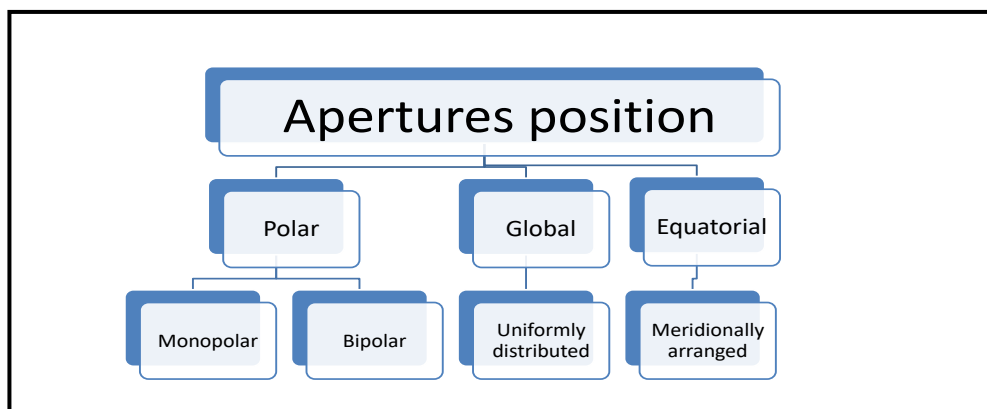 Apertures position
Polar
Global
Equatorial
Monopolar
Bipolar
Uniformly
distributed
Meridionally
arranged